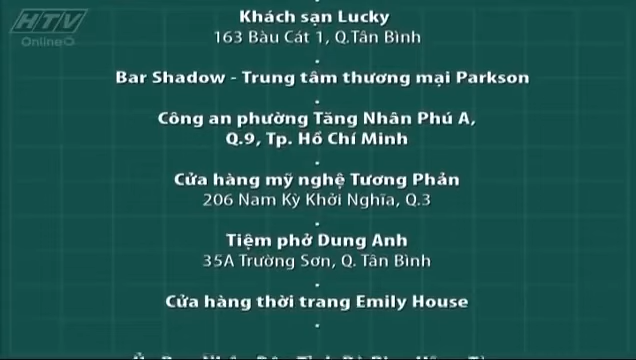 HTV
Online
Khách sạn Lucky
163 Bàu Cát 1, Q.Tân Bình
Bar Shadow - Trung tâm thương mại Parkson
Công an phường Tăng Nhân Phú A,
Q.9, Tp. Hồ Chí Minh
Cửa hàng mỹ nghệ Tương Phản
206 Nam Kỳ Khởi Nghĩa, Q.3
Tiệm phở Dung Anh
35A Trường Sơn, Q. Tân Bình
Cửa hàng thời trang Emily House